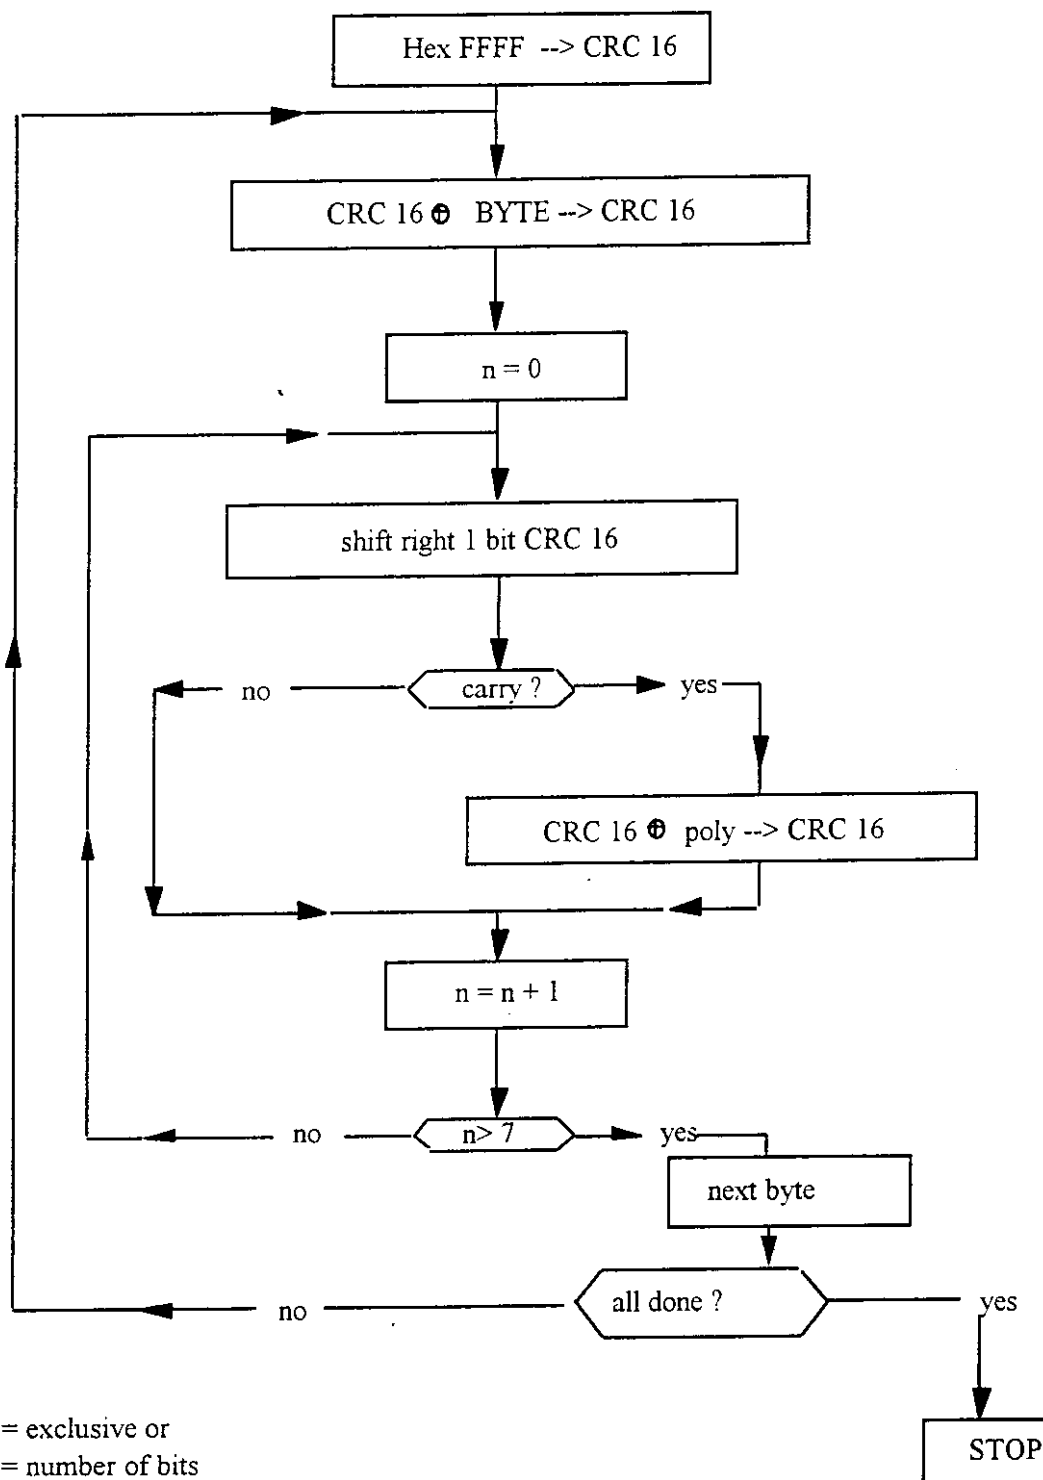 Hex FFFF --> CRC 16
CRC 16 ⊕ BYTE --> CRC 16
n = 0
shift right 1 bit CRC 16
no
carry ?
yes
CRC 16 ⊕ poly --> CRC 16
n = n + 1
no
n> 7
yes
next byte
no
all done ?
yes
STOP
= exclusive or
= number of bits